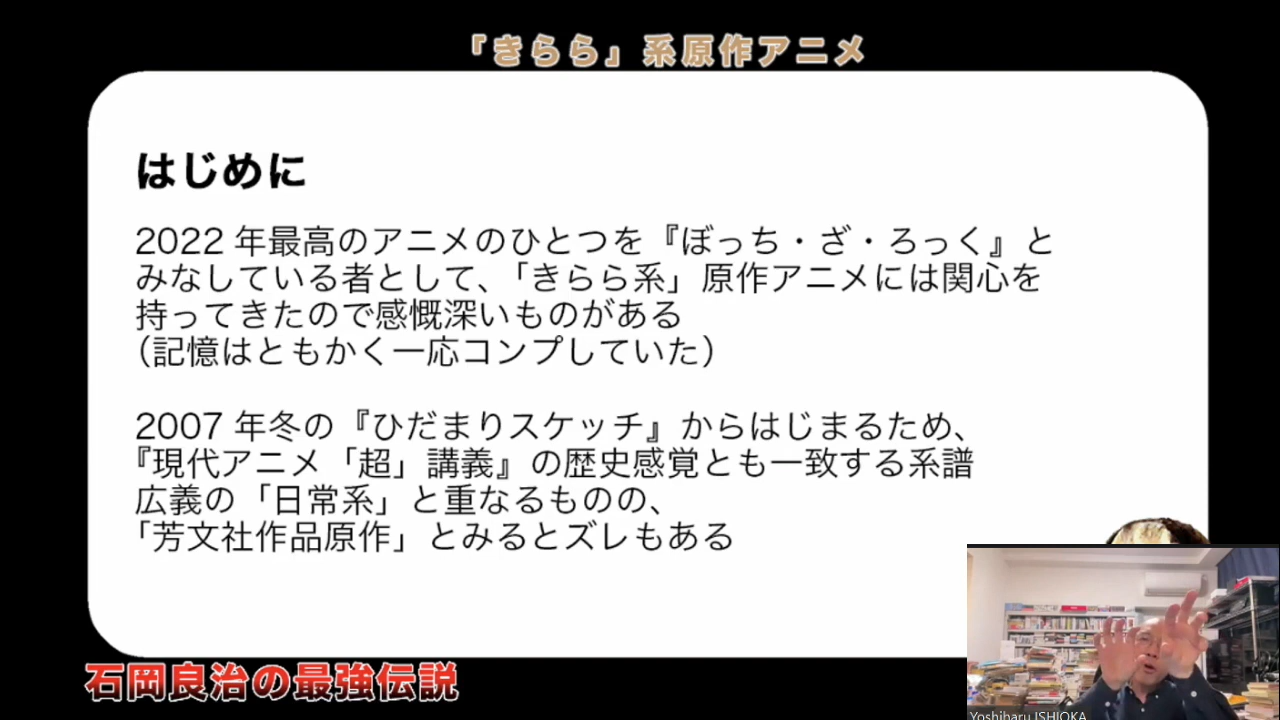 「きらら」系原作アニメ
はじめに
2022 年最高のアニメのひとつを『ぼっち・ざ・ろっく』と
みなしている者として、「きらら系」原作アニメには関心を
持ってきたので感慨深いものがある
（記憶はともかく一応コンプしていた）
2007 年冬の『ひだまりスケッチ』からはじまるため、
『現代アニメ「超」講義』の歴史感覚とも一致する系譜
広義の「日常系」と重なるものの、
「芳文社作品原作」とみるとズレもある
石岡良治の最強伝説
Yoshiharu ISHIOKA